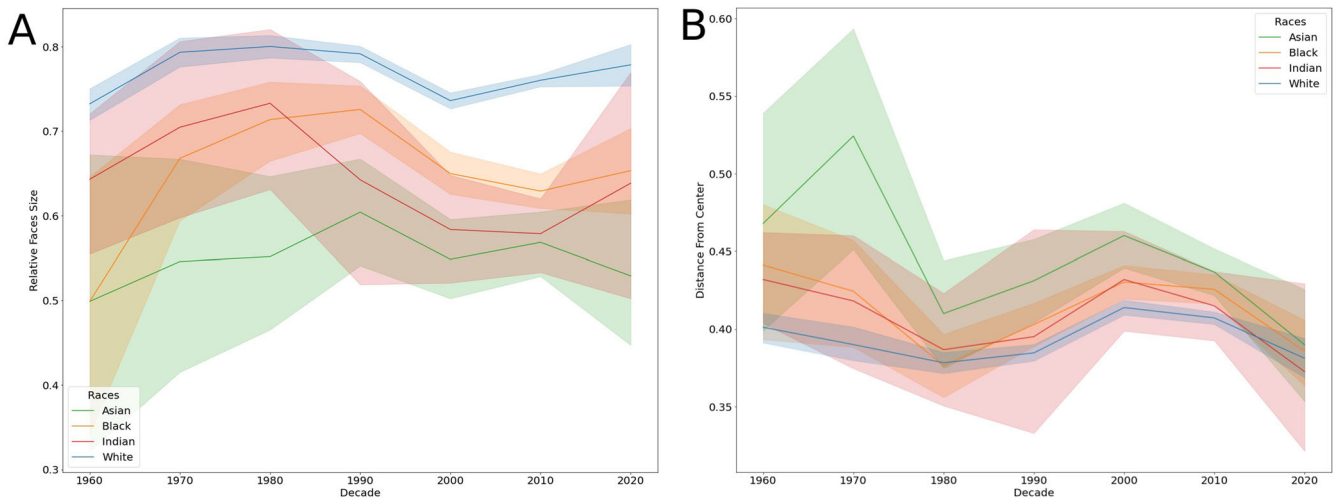 A
Relative Faces Size
0.8
0.7
0.6
0.5
0.4
0.3
Races
Asian
Black
Indian
White
1960 1970 1980 1990 2000 2010 2020
Decade
B
Distance From Center
0.60
0.55
0.50
0.45
0.40
0.35
Races
Asian
Black
Indian
White
1960 1970 1980 1990 2000 2010 2020
Decade